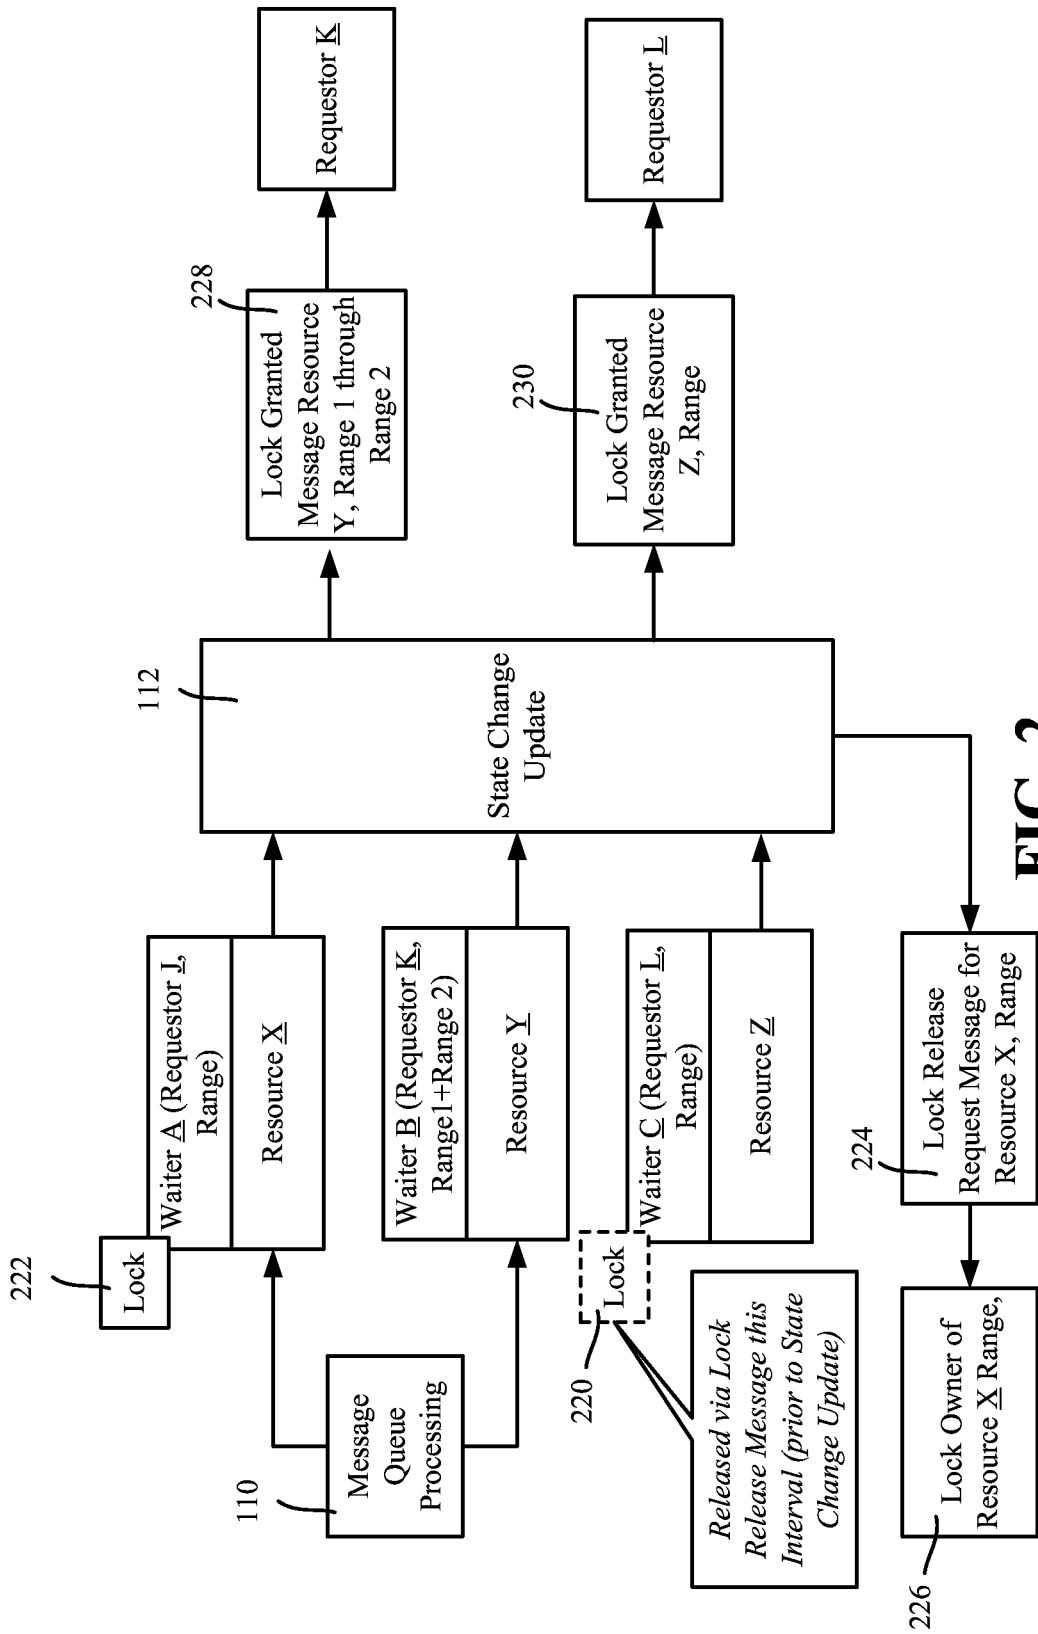 222
Lock
Waiter A (Requestor J,
Range)
Resource X
110
Message
Queue
Processing
Waiter B (Requestor K,
Range1+Range 2)
Resource Y
220
Lock
Waiter C (Requestor L,
Range)
Resource Z
Released via Lock
Release Message this
Interval (prior to State
Change Update)
112
State Change
Update
228
Lock Granted
Message Resource
Y, Range 1 through
Range 2
Requestor K
230
Lock Granted
Message Resource
Z, Range
Requestor L
226
Lock Owner of
Resource X Range,
224
Lock Release
Request Message for
Resource X, Range
FIG. 2